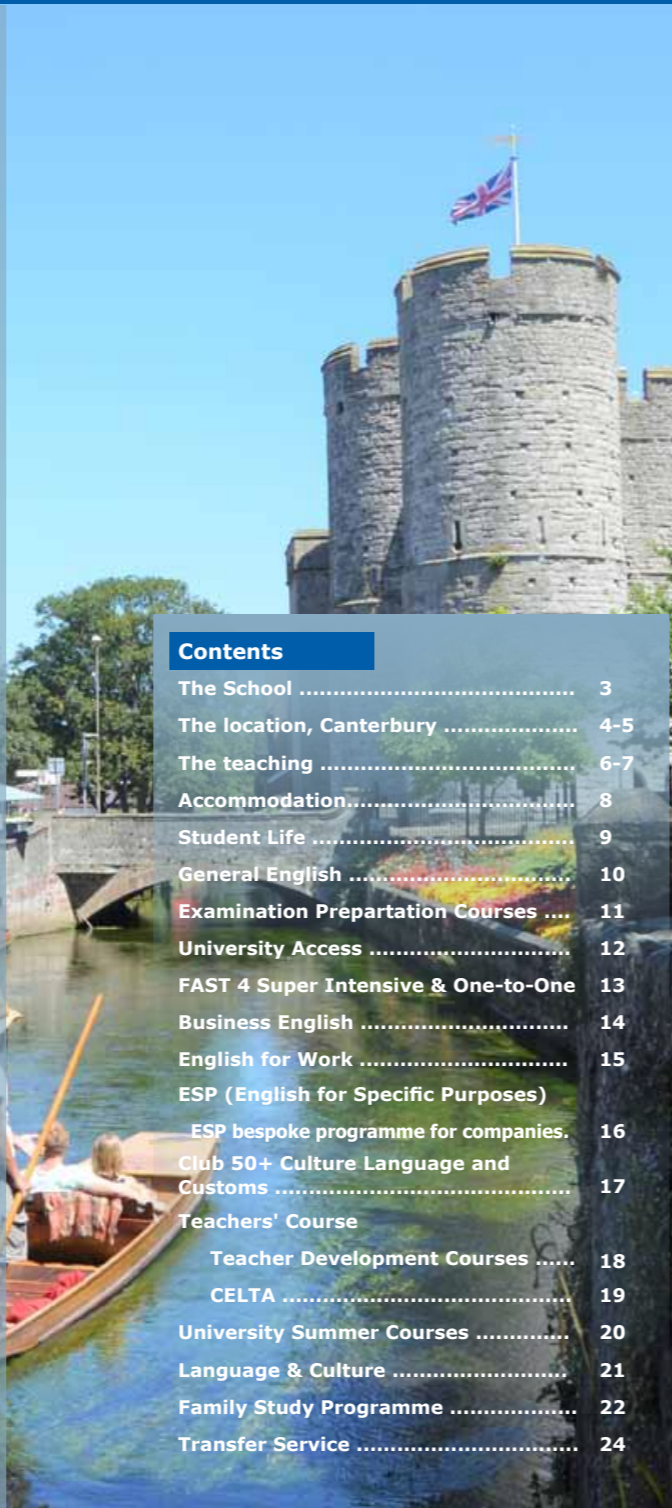 Contents
The School ......................................... 3
The location, Canterbury .................... 4-5
The teaching ...................................... 6-7
Accommodation.................................. 8
Student Life ....................................... 9
General English ................................. 10
Examination Prepartation Courses .... 11
University Access .............................. 12
FAST 4 Super Intensive & One-to-One 13
Business English ............................... 14
English for Work ............................... 15
ESP (English for Specific Purposes)
ESP bespoke programme for companies. 16
Club 50+ Culture Language and
Customs ............................................ 17
Teachers' Course
Teacher Development Courses ...... 18
CELTA ........................................... 19
University Summer Courses .............. 20
Language & Culture .......................... 21
Family Study Programme ................... 22
Transfer Service ................................. 24